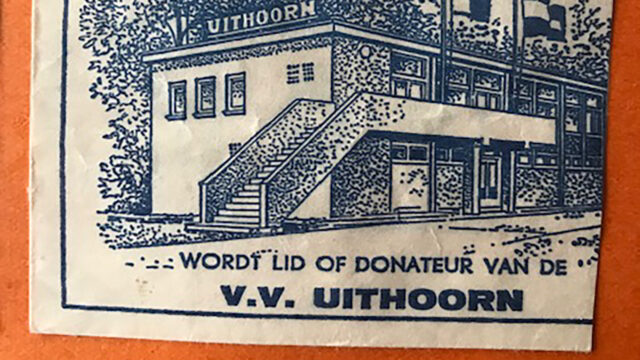 UITHOORN
WORDT LID OF DONATEUR VAN DE
V.V. UITHOORN